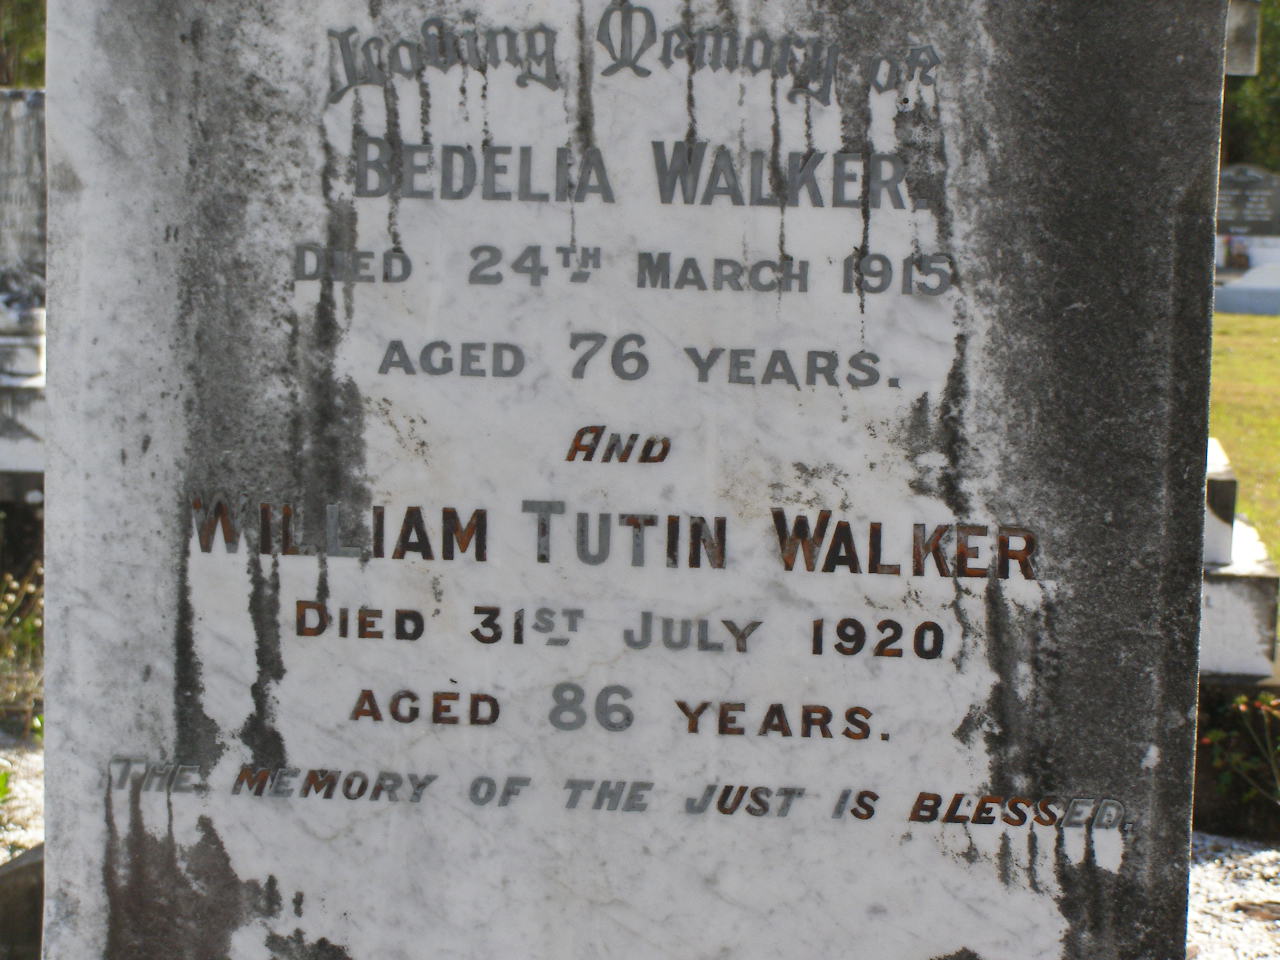 Loving Memory of
BEDELIA WALKER.
DIED 24TH MARCH 1915
AGED 76 YEARS.
AND
WILLIAM TUTIN WALKER
DIED 31ST JULY 1920
AGED 86 YEARS.
THE MEMORY OF THE JUST IS BLESSED.